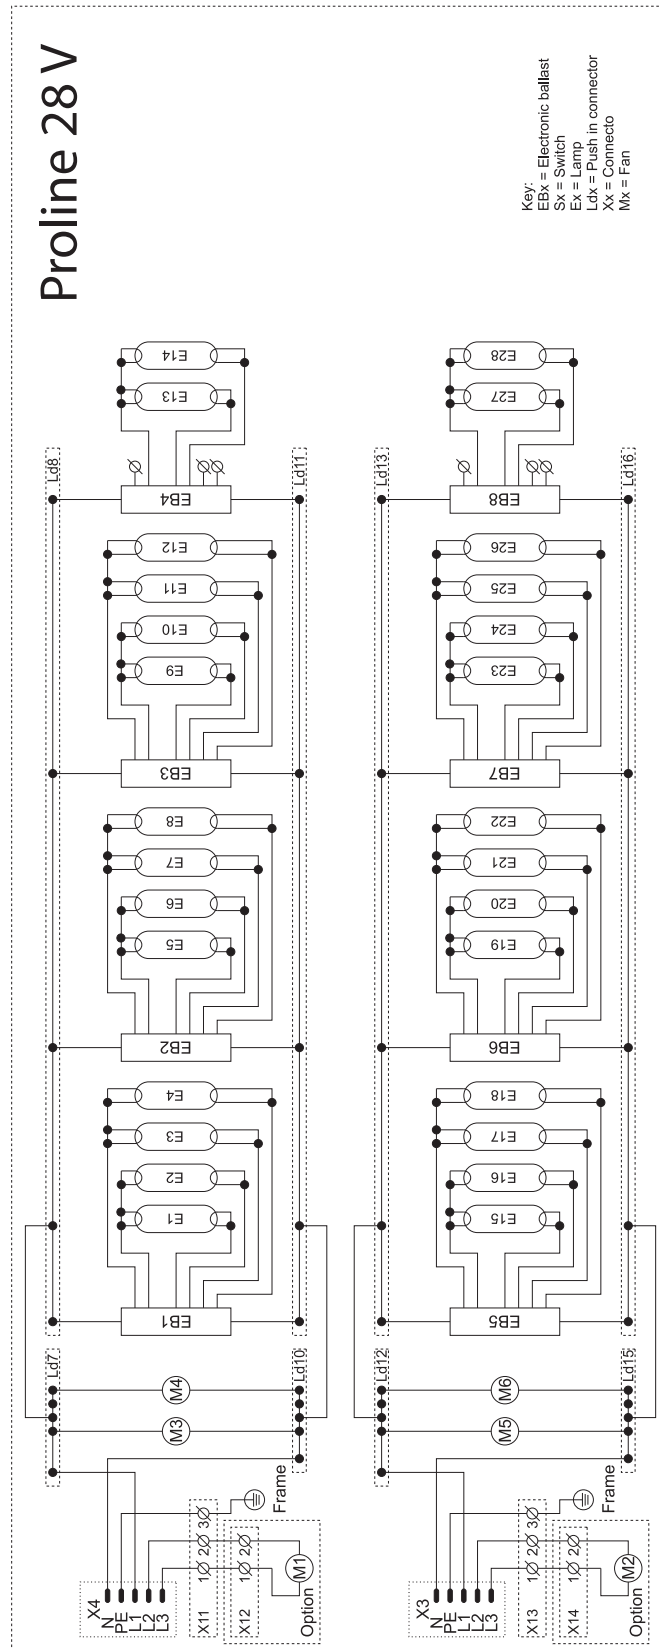 Proline 28 V
Key:
EBx = Electronic ballast
Sx = Switch
Ex = Lamp
Ldx = Push in connector
Xx = Connecto
Mx = Fan
X4
N
PE
L1
L2
L3
X11
1
2
3
X12
1
2
Option
M1
Frame
Ld7
Ld10
M3
M4
Ld8
Ld11
EB1
E1
E2
E3
E4
EB2
E5
E6
E7
E8
EB3
E9
E10
E11
E12
EB4
E13
E14
X3
N
PE
L1
L2
L3
X13
1
2
3
X14
1
2
Option
M2
Frame
Ld12
Ld15
M5
M6
Ld13
Ld16
EB5
E15
E16
E17
E18
EB6
E19
E20
E21
E22
EB7
E23
E24
E25
E26
EB8
E27
E28